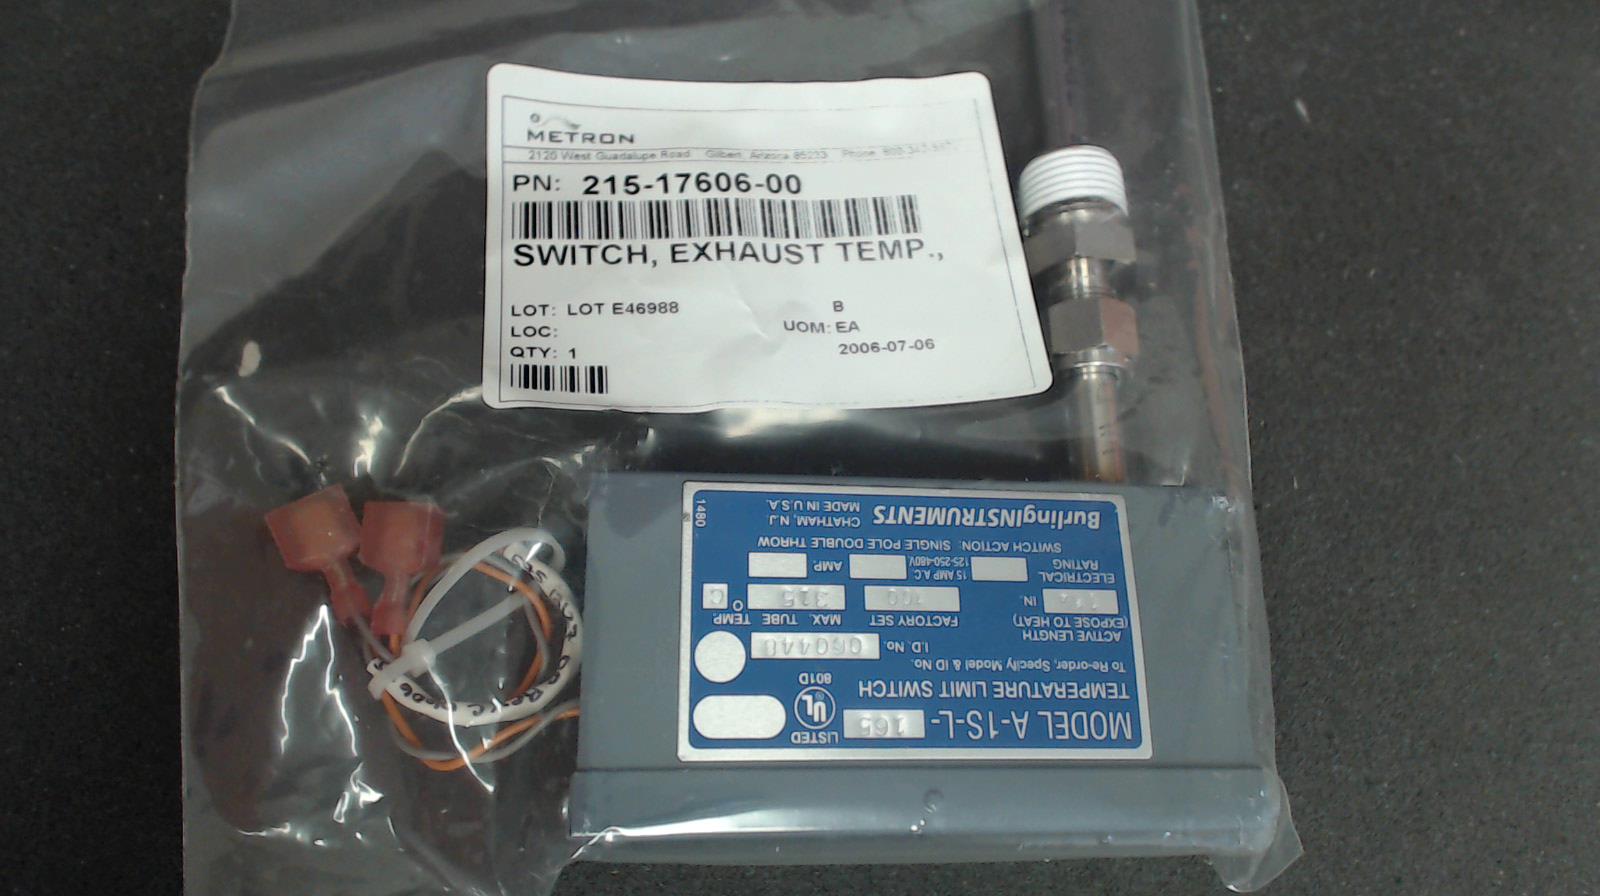 METRON
2120 West Guadalupe Road Gilbert, Arizona 85233 Phone
PN: 215-17606-00
SWITCH, EXHAUST TEMP.,
LOT: LOT E46988 B
LOC: UOM: EA
QTY: 1 2006-07-06
MODEL A-1S-L-165
LISTED
UL
801D
TEMPERATURE LIMIT SWITCH
To Re-order, Specify Model & ID No.
I.D. No. 060440
ACTIVE LENGTH
(EXPOSE TO HEAT)
IN.
FACTORY SET
MAX. TUBE TEMP.
315 O C
ELECTRICAL
RATING
15 AMP A.C.
125-250-480V
AMP.
SWITCH ACTION: SINGLE POLE DOUBLE THROW
BurlingINSTRUMENTS
CHATHAM, N.J.
MADE IN U.S.A.
1480